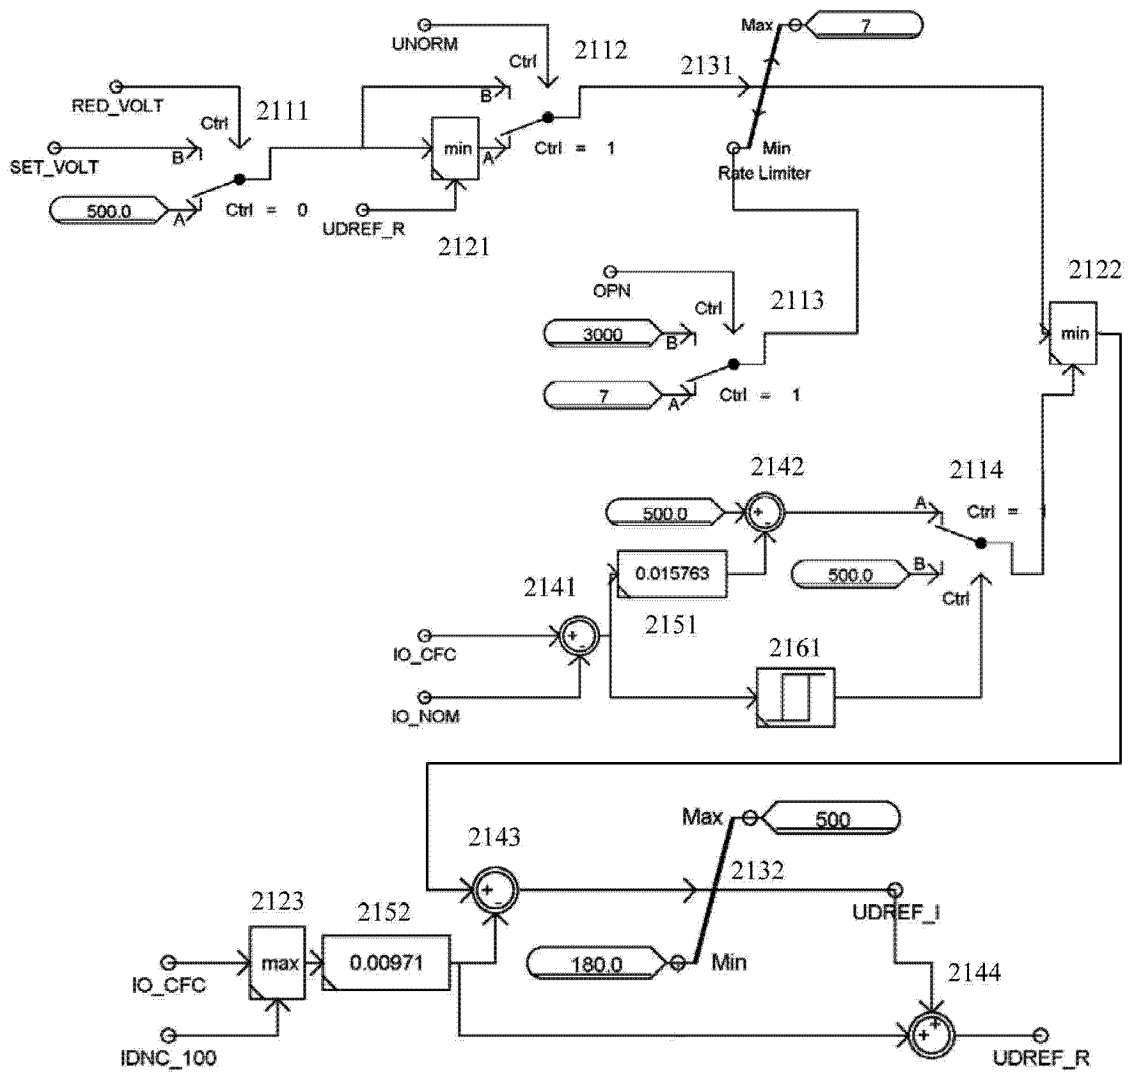 Max
7
UNORM
Ctrl
2112
2131
RED_VOLT
Ctrl
2111
B
SET_VOLT
B
min
A
Ctrl = 1
Min
Rate Limiter
500.0
A
Ctrl = 0
UDREF_R
2121
OPN
Ctrl
2113
2122
3000
B
min
7
A
Ctrl = 1
2142
2114
500.0
+
-
A
Ctrl =
0.015763
500.0
B
Ctrl
2141
2151
IO_CFC
+
-
2161
IO_NOM
Max
500
2143
2132
+
-
UDREF_I
2123
2152
max
0.00971
180.0
Min
IO_CFC
2144
+
+
IDNC_100
UDREF_R